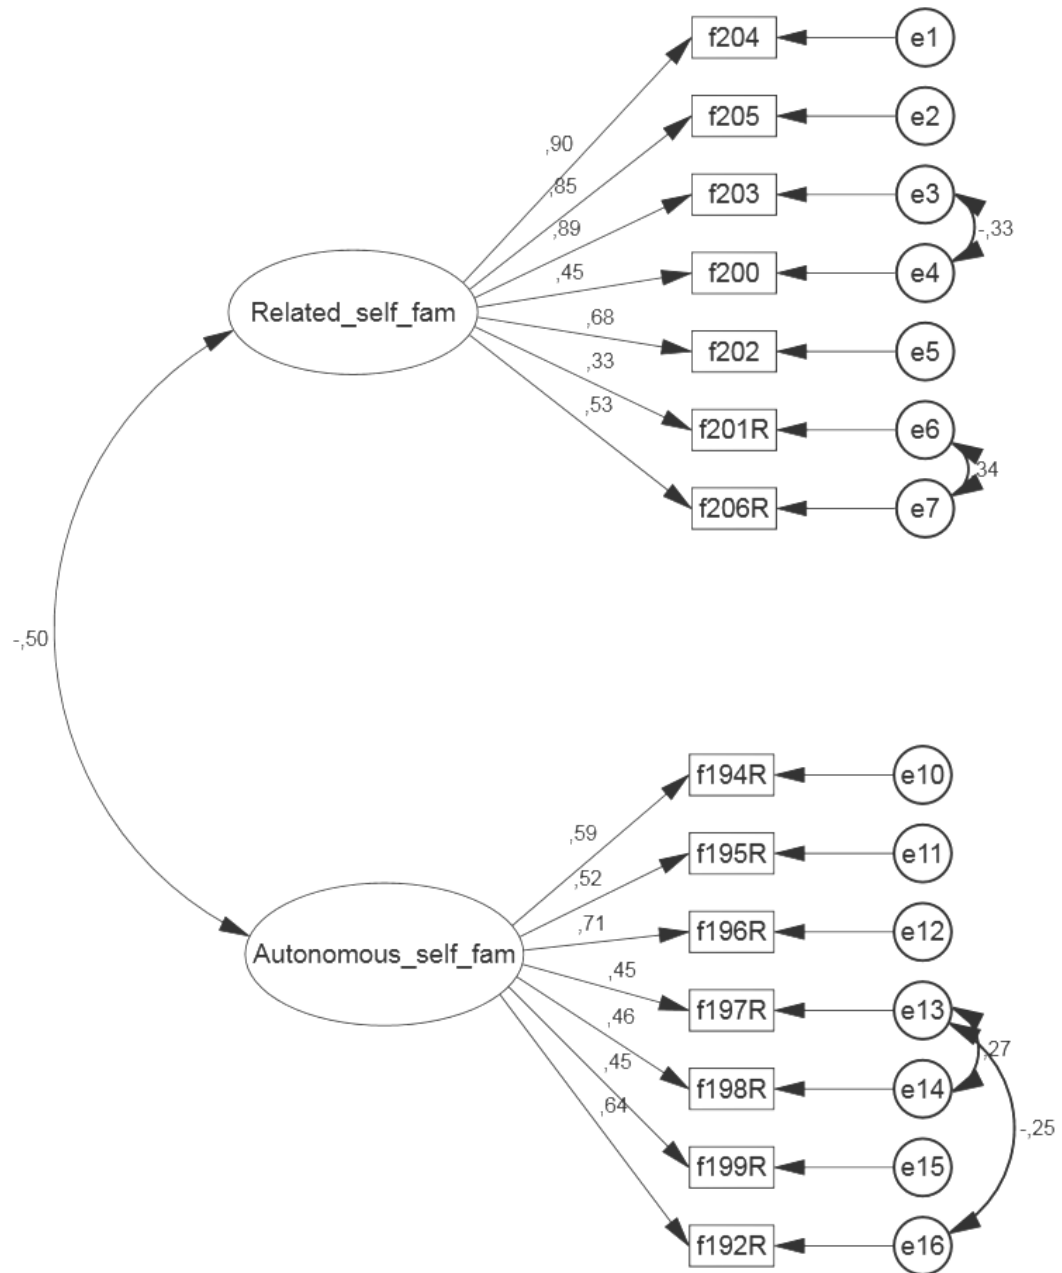 f204 e1
f205 e2
,90
,85
f203 e3
,89
-,33
,45
f200 e4
Related_self_fam
,68
f202 e5
,33
,53
f201R e6
34
f206R e7
-,50
f194R e10
,59
f195R e11
,52
,71
f196R e12
Autonomous_self_fam
,45
f197R e13
,46
,27
,45
f198R e14
,64
-,25
f199R e15
f192R e16